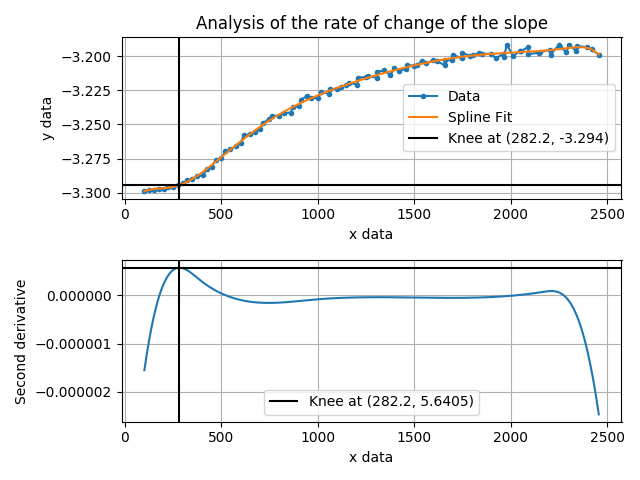 Analysis of the rate of change of the slope
−3.200
−3.225
−3.250
−3.275
−3.300
y data
Data
Spline Fit
Knee at (282.2, -3.294)
0 500 1000 1500 2000 2500
x data
0.000000
−0.000001
−0.000002
Second derivative
Knee at (282.2, 5.6405)
0 500 1000 1500 2000 2500
x data